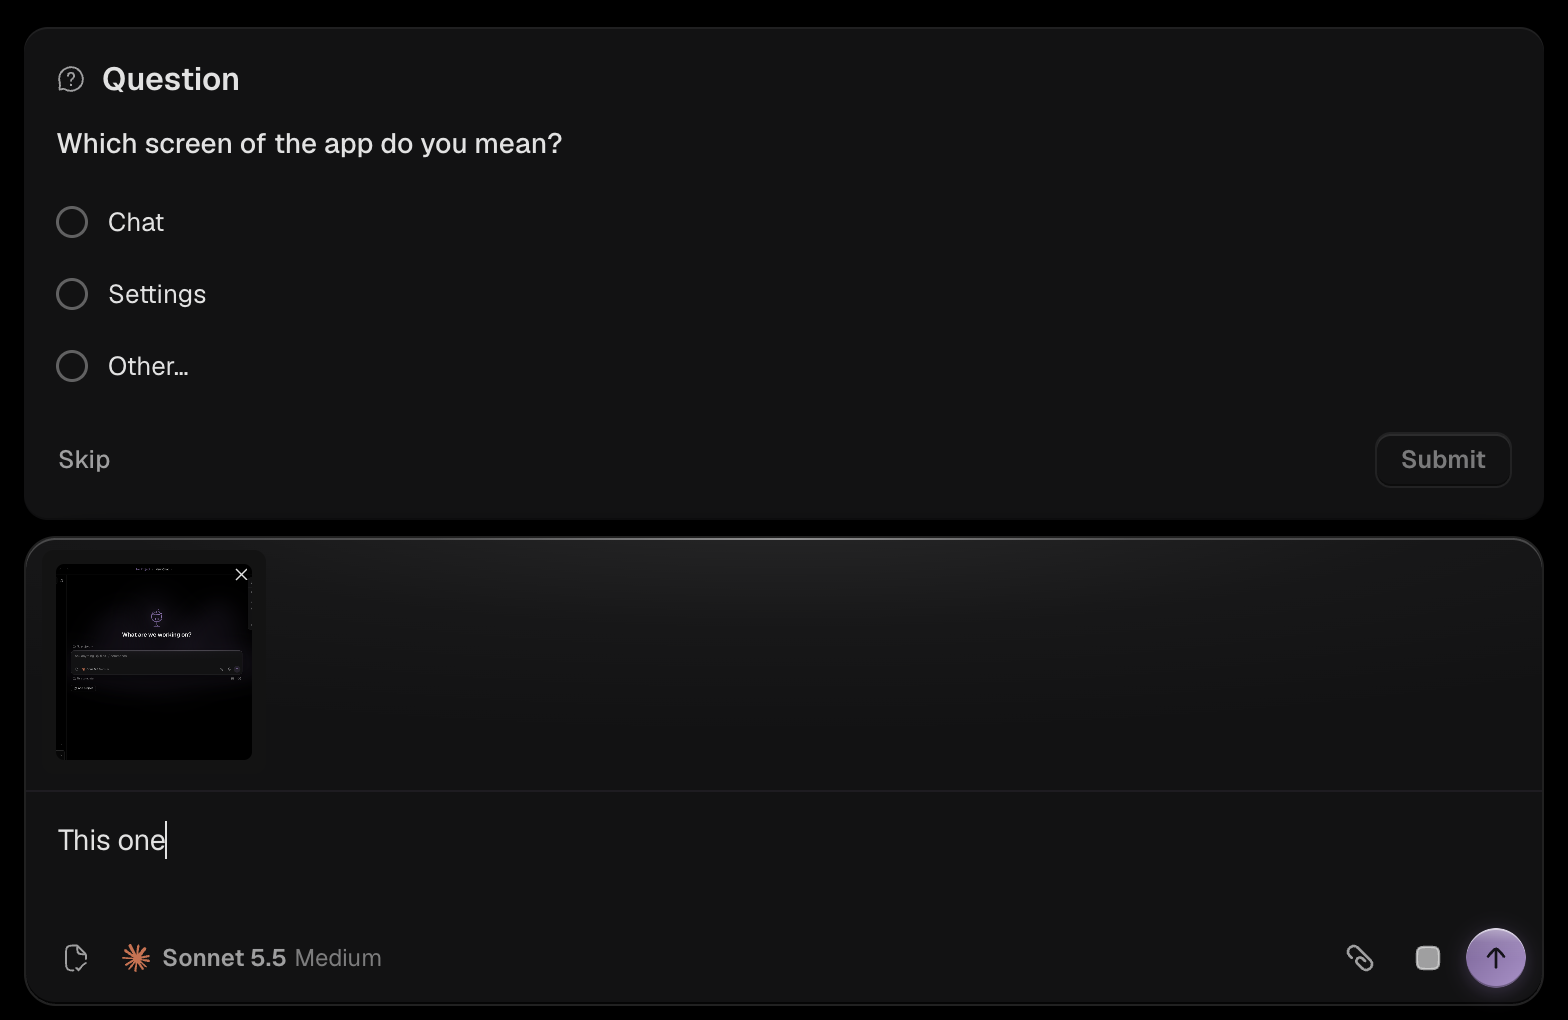 Question
Which screen of the app do you mean?
Chat
Settings
Other...
Skip
Submit
What are we working on?
This one
Sonnet 5.5 Medium